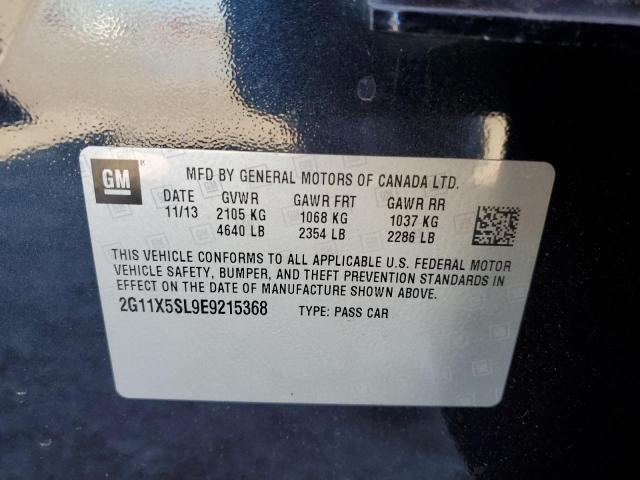 GM® MFD BY GENERAL MOTORS OF CANADA LTD.
DATE GVWR GAWR FRT GAWR RR
11/13 2105 KG 1068 KG 1037 KG
4640 LB 2354 LB 2286 LB
THIS VEHICLE CONFORMS TO ALL APPLICABLE U.S. FEDERAL MOTOR
VEHICLE SAFETY, BUMPER, AND THEFT PREVENTION STANDARDS IN
EFFECT ON THE DATE OF MANUFACTURE SHOWN ABOVE.
2G11X5SL9E9215368 TYPE: PASS CAR